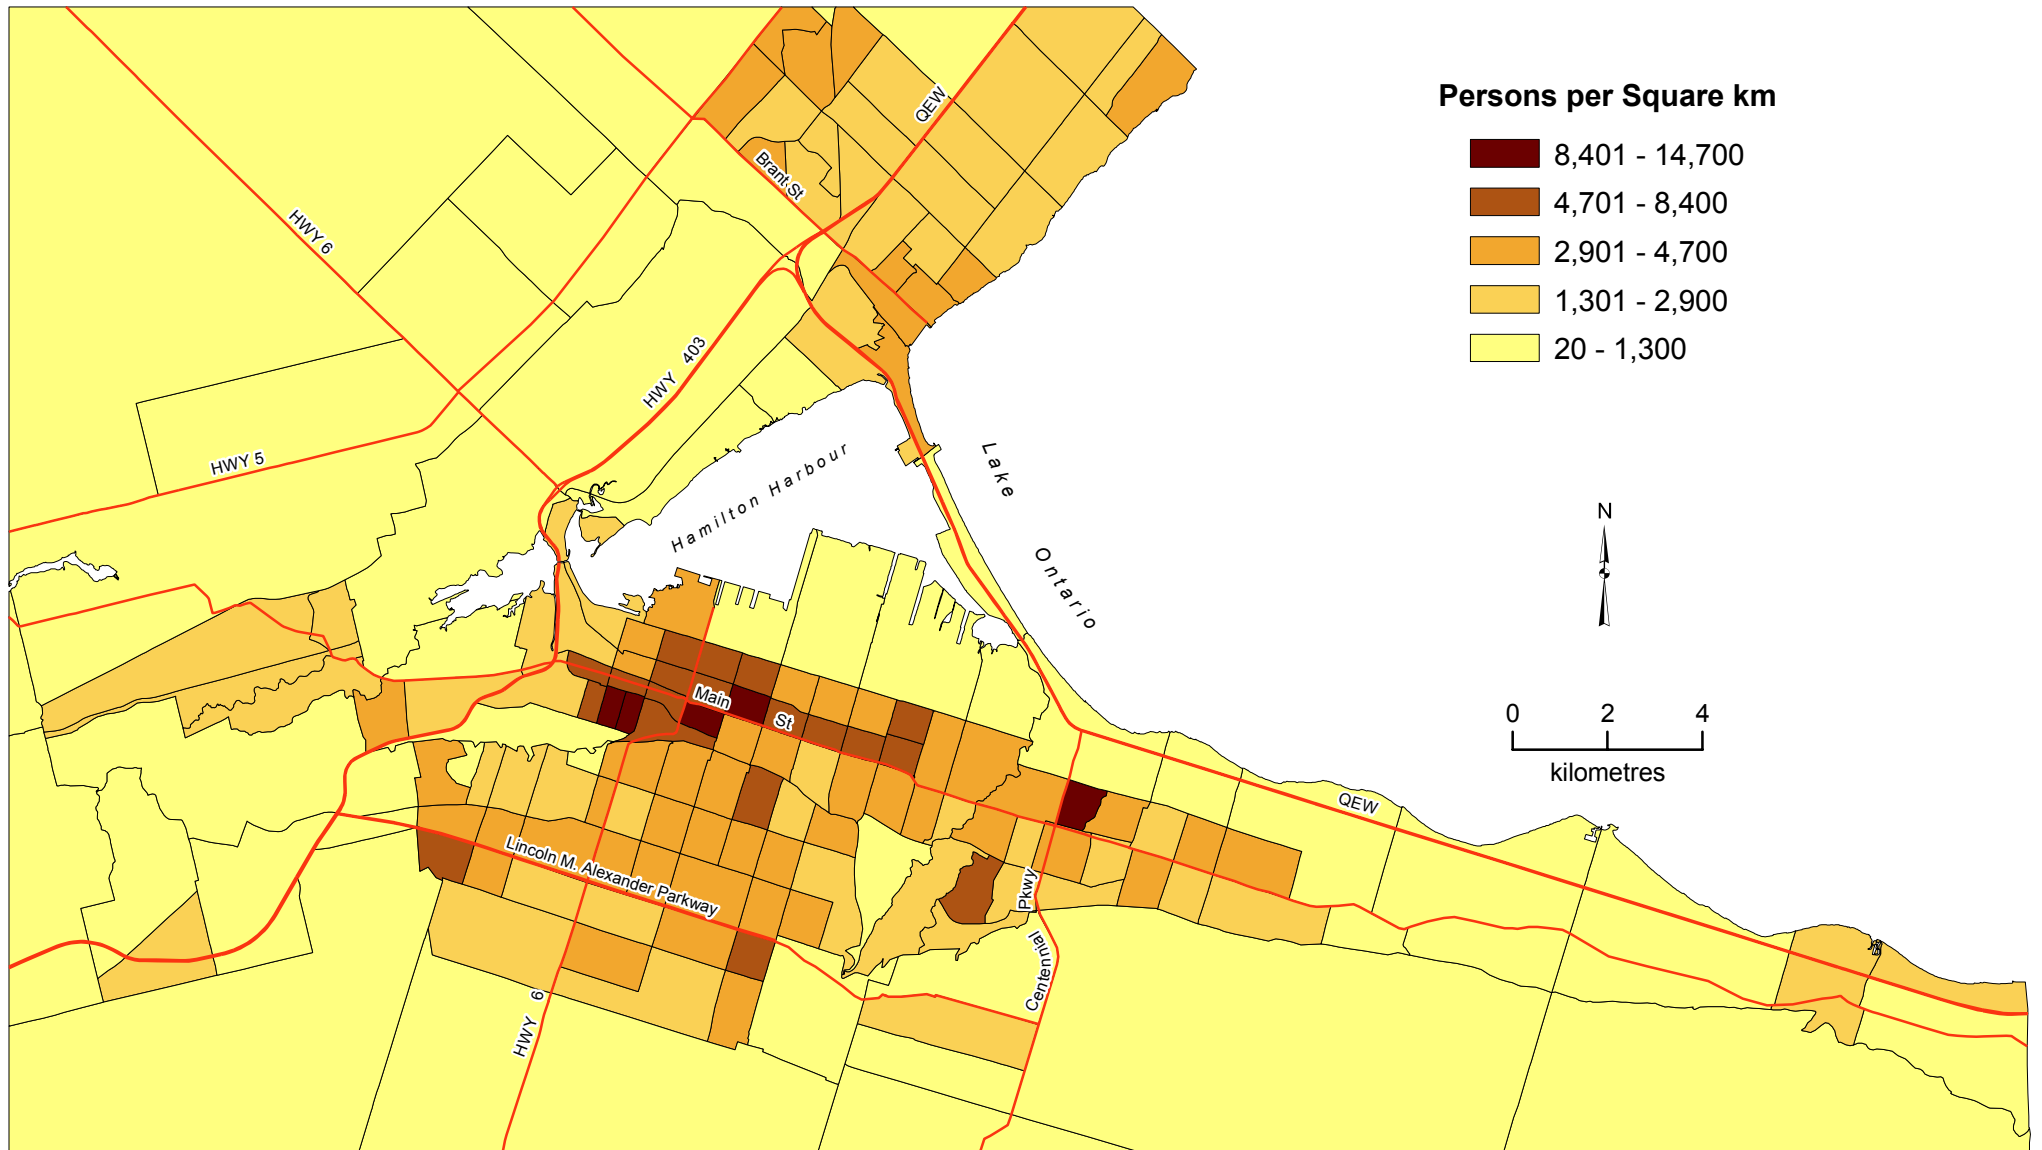 Persons per Square km
8,401 - 14,700
4,701 - 8,400
2,901 - 4,700
1,301 - 2,900
20 - 1,300
QEW
Brant St
HWY 6
HWY 403
HWY 5
Hamilton Harbour
Lake Ontario
N
0 2 4
kilometres
Main St
QEW
Lincoln M. Alexander Parkway
Centennial Pkwy
HWY 6